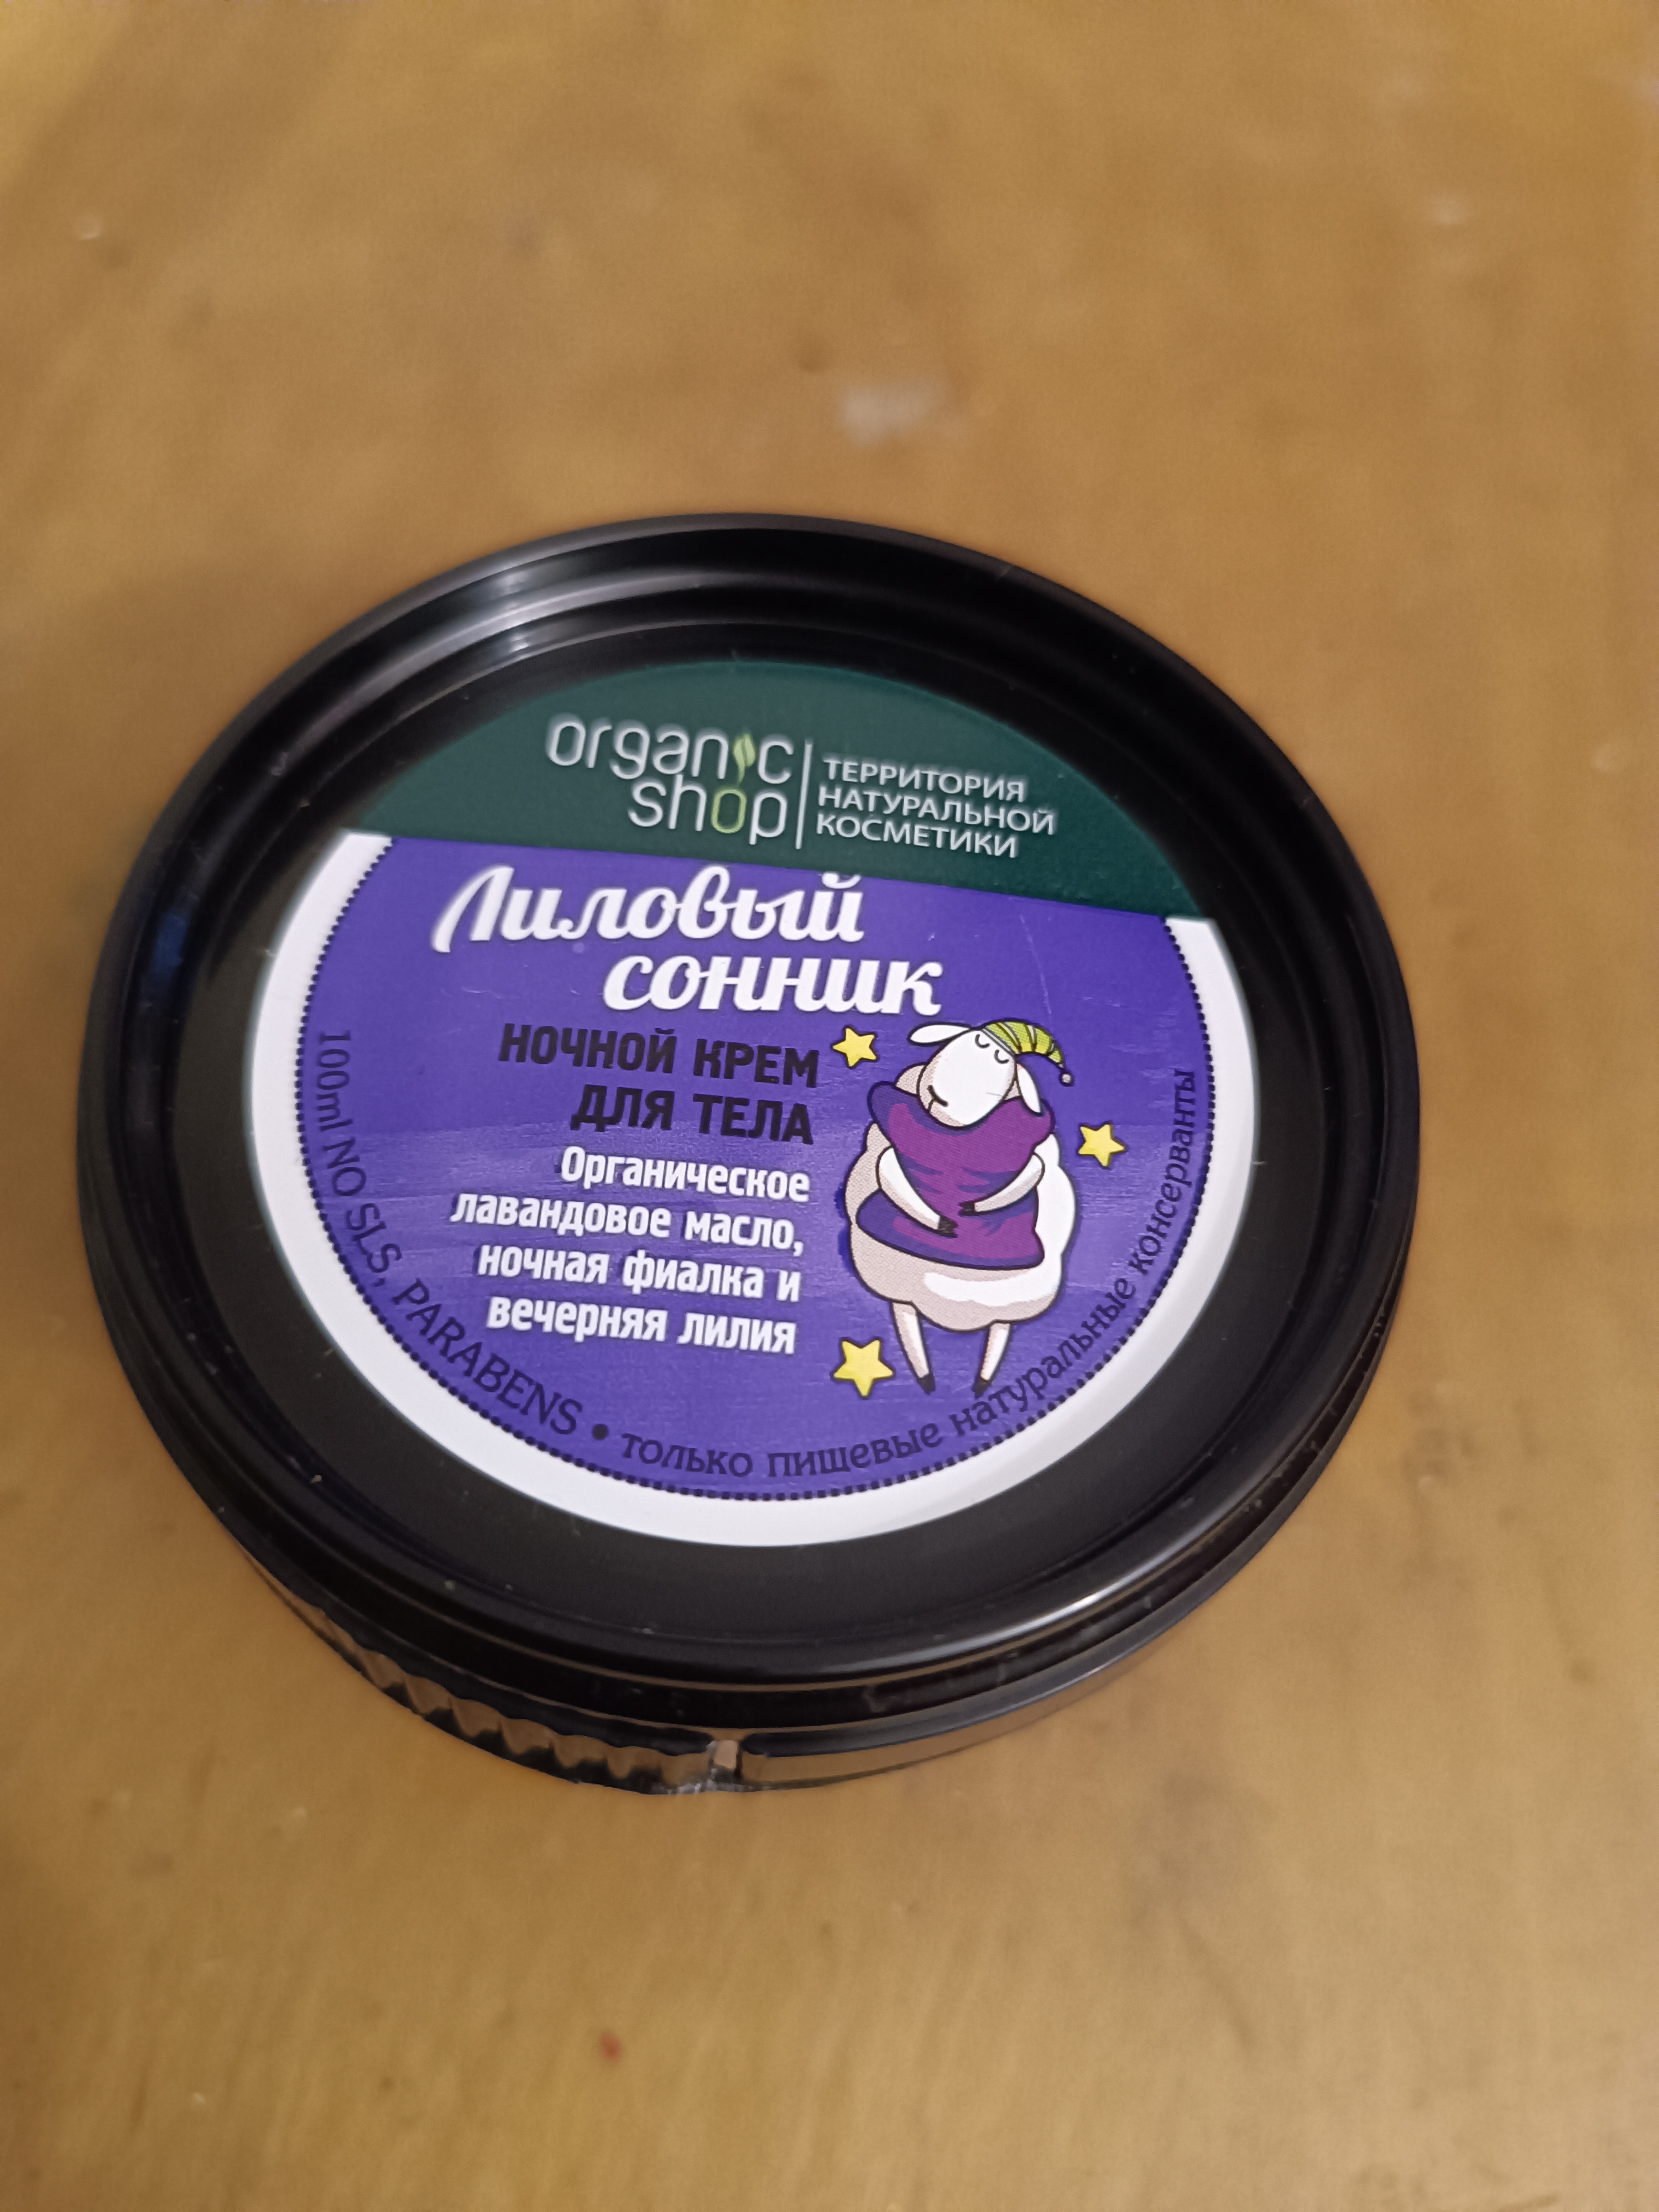 organic
shop
ТЕРРИТОРИЯ
НАТУРАЛЬНОЙ
КОСМЕТИКИ
Лиловый
сонник
НОЧНОЙ КРЕМ
ДЛЯ ТЕЛА
Органическое
лавандовое масло,
ночная фиалка и
вечерняя лилия
100ml NO SLS, PARABENS • только пищевые натуральные консерванты